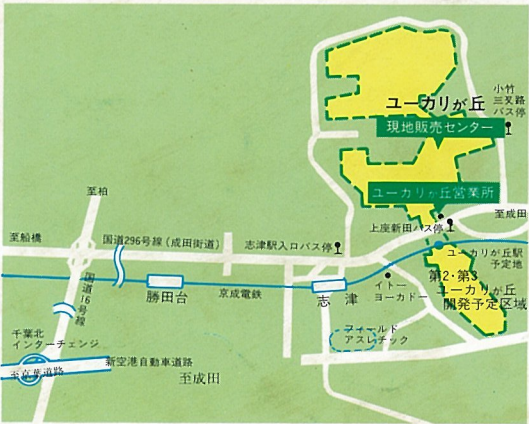 ユーカリが丘
小竹
三叉路
バス停
現地販売センター
ユーカリが丘営業所
至柏
至成田
上座新田バス停
至船橋
国道296号線(成田街道)
志津駅入口バス停
ユーカリが丘駅
予定地
国道16号線
勝田台
京成電鉄
志津
イトー
ヨーカドー
第2・第3
ユーカリが丘
開発予定区域
千葉北
インターチェンジ
フィールド
アスレチック
新空港自動車道路
至京葉道路
至成田